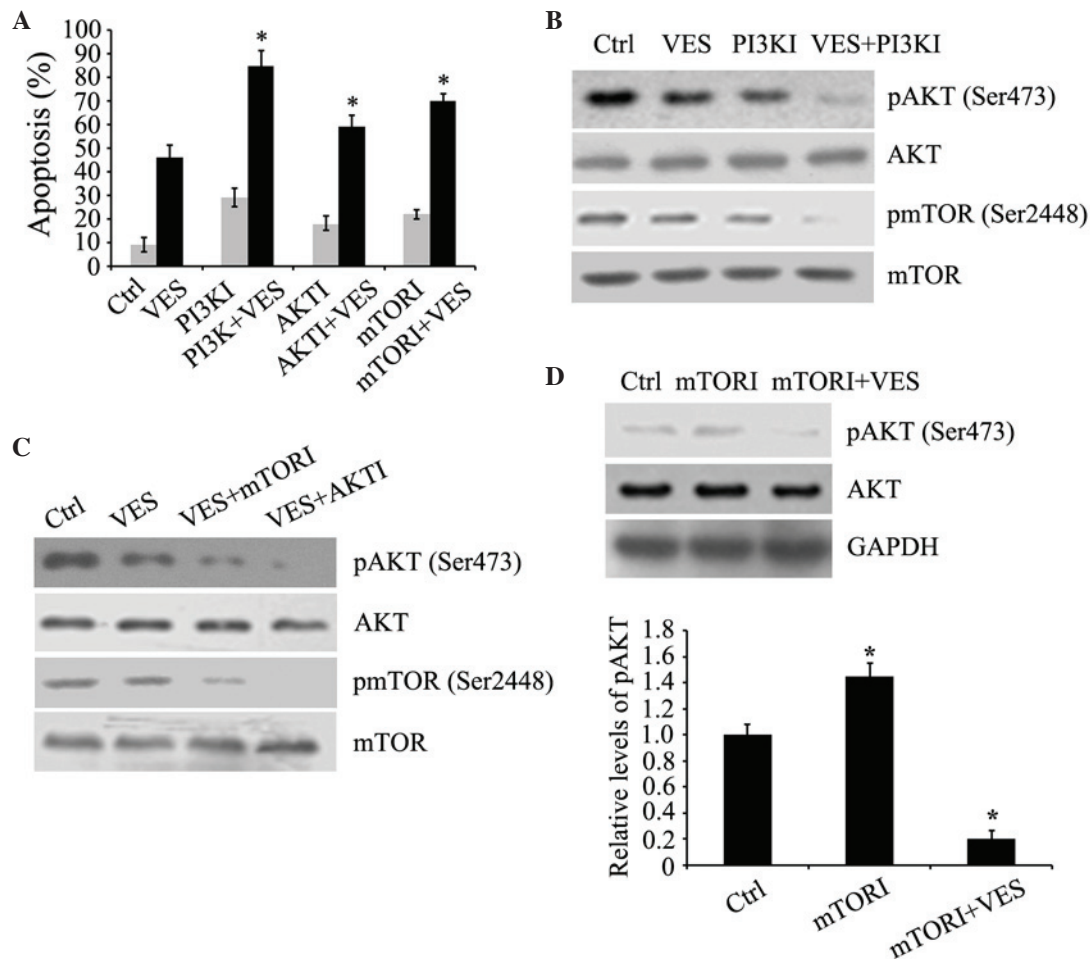 A
Apoptosis (%)
100
90
80
70
60
50
40
30
20
10
0
* * *
Ctrl VES PI3KI PI3K+VES AKTI AKTI+VES mTORI mTORI+VES
B
Ctrl VES PI3KI VES+PI3KI
pAKT (Ser473)
AKT
pmTOR (Ser2448)
mTOR
C
Ctrl VES VES+mTORI VES+AKTI
pAKT (Ser473)
AKT
pmTOR (Ser2448)
mTOR
D
Ctrl mTORI mTORI+VES
pAKT (Ser473)
AKT
GAPDH
Relative levels of pAKT
1.8
1.6
1.4
1.2
1.0
0.8
0.6
0.4
0.2
0
* *
Ctrl mTORI mTORI+VES